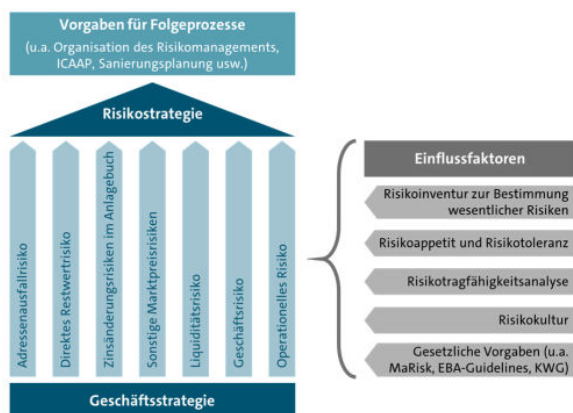 Vorgaben für Folgeprozesse
(u.a. Organisation des Risikomanagements,
ICAAP, Sanierungsplanung usw.)
Risikostrategie
Adressenausfallrisiko
Direktes Restwertrisiko
Zinsänderungsrisiken im Anlagebuch
Sonstige Marktpreisrisiken
Liquiditätsrisiko
Geschäftsrisiko
Operationelles Risiko
Geschäftsstrategie
Einflussfaktoren
Risikoinventur zur Bestimmung
wesentlicher Risiken
Risikoappetit und Risikotoleranz
Risikotragfähigkeitsanalyse
Risikokultur
Gesetzliche Vorgaben (u.a.
MaRisk, EBA-Guidelines, KWG)